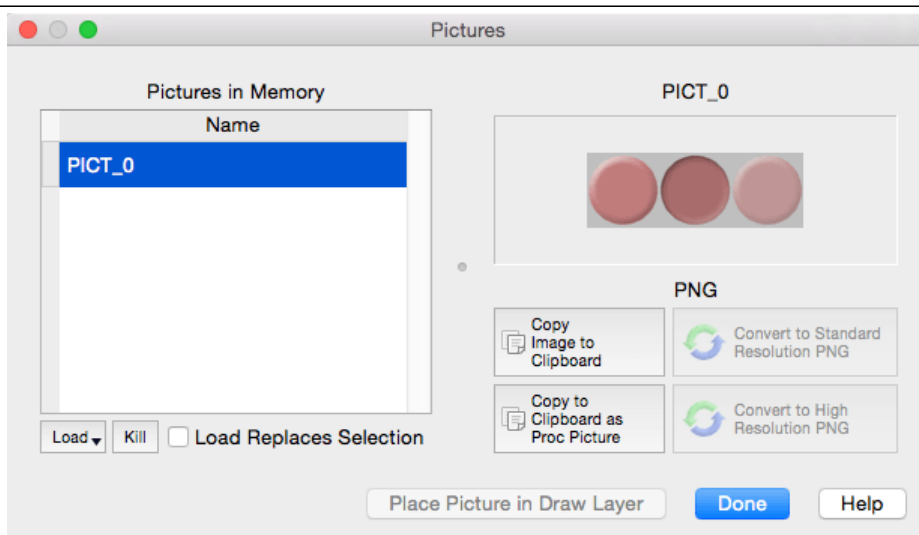 Pictures
Pictures in Memory
Name
PICT_0
Load
Kill
Load Replaces Selection
PICT_0
PNG
Copy
Image to
Clipboard
Convert to Standard
Resolution PNG
Copy to
Clipboard as
Proc Picture
Convert to High
Resolution PNG
Place Picture in Draw Layer
Done
Help